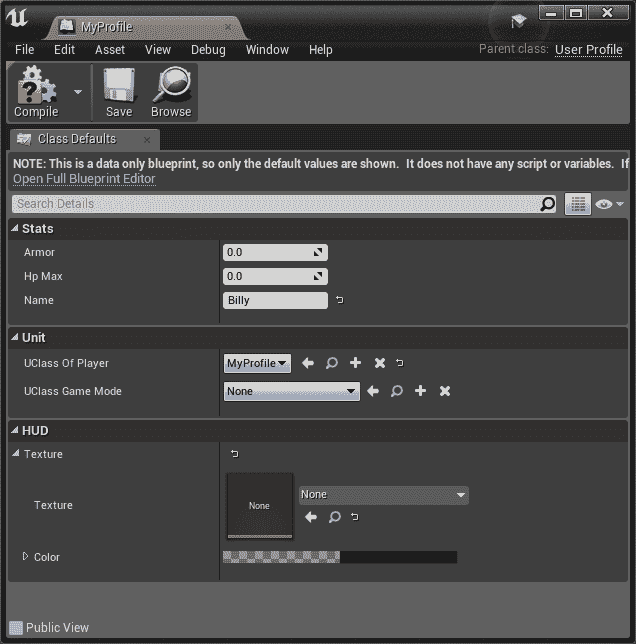 MyProfile
File Edit Asset View Debug Window Help
Parent class: User Profile
Compile Save Browse
Class Defaults
NOTE: This is a data only blueprint, so only the default values are shown. It does not have any script or variables. If
Open Full Blueprint Editor
Search Details
Stats
Armor 0.0
Hp Max 0.0
Name Billy
Unit
UClass Of Player MyProfile
UClass Game Mode None
HUD
Texture
Texture None None
Color
Public View